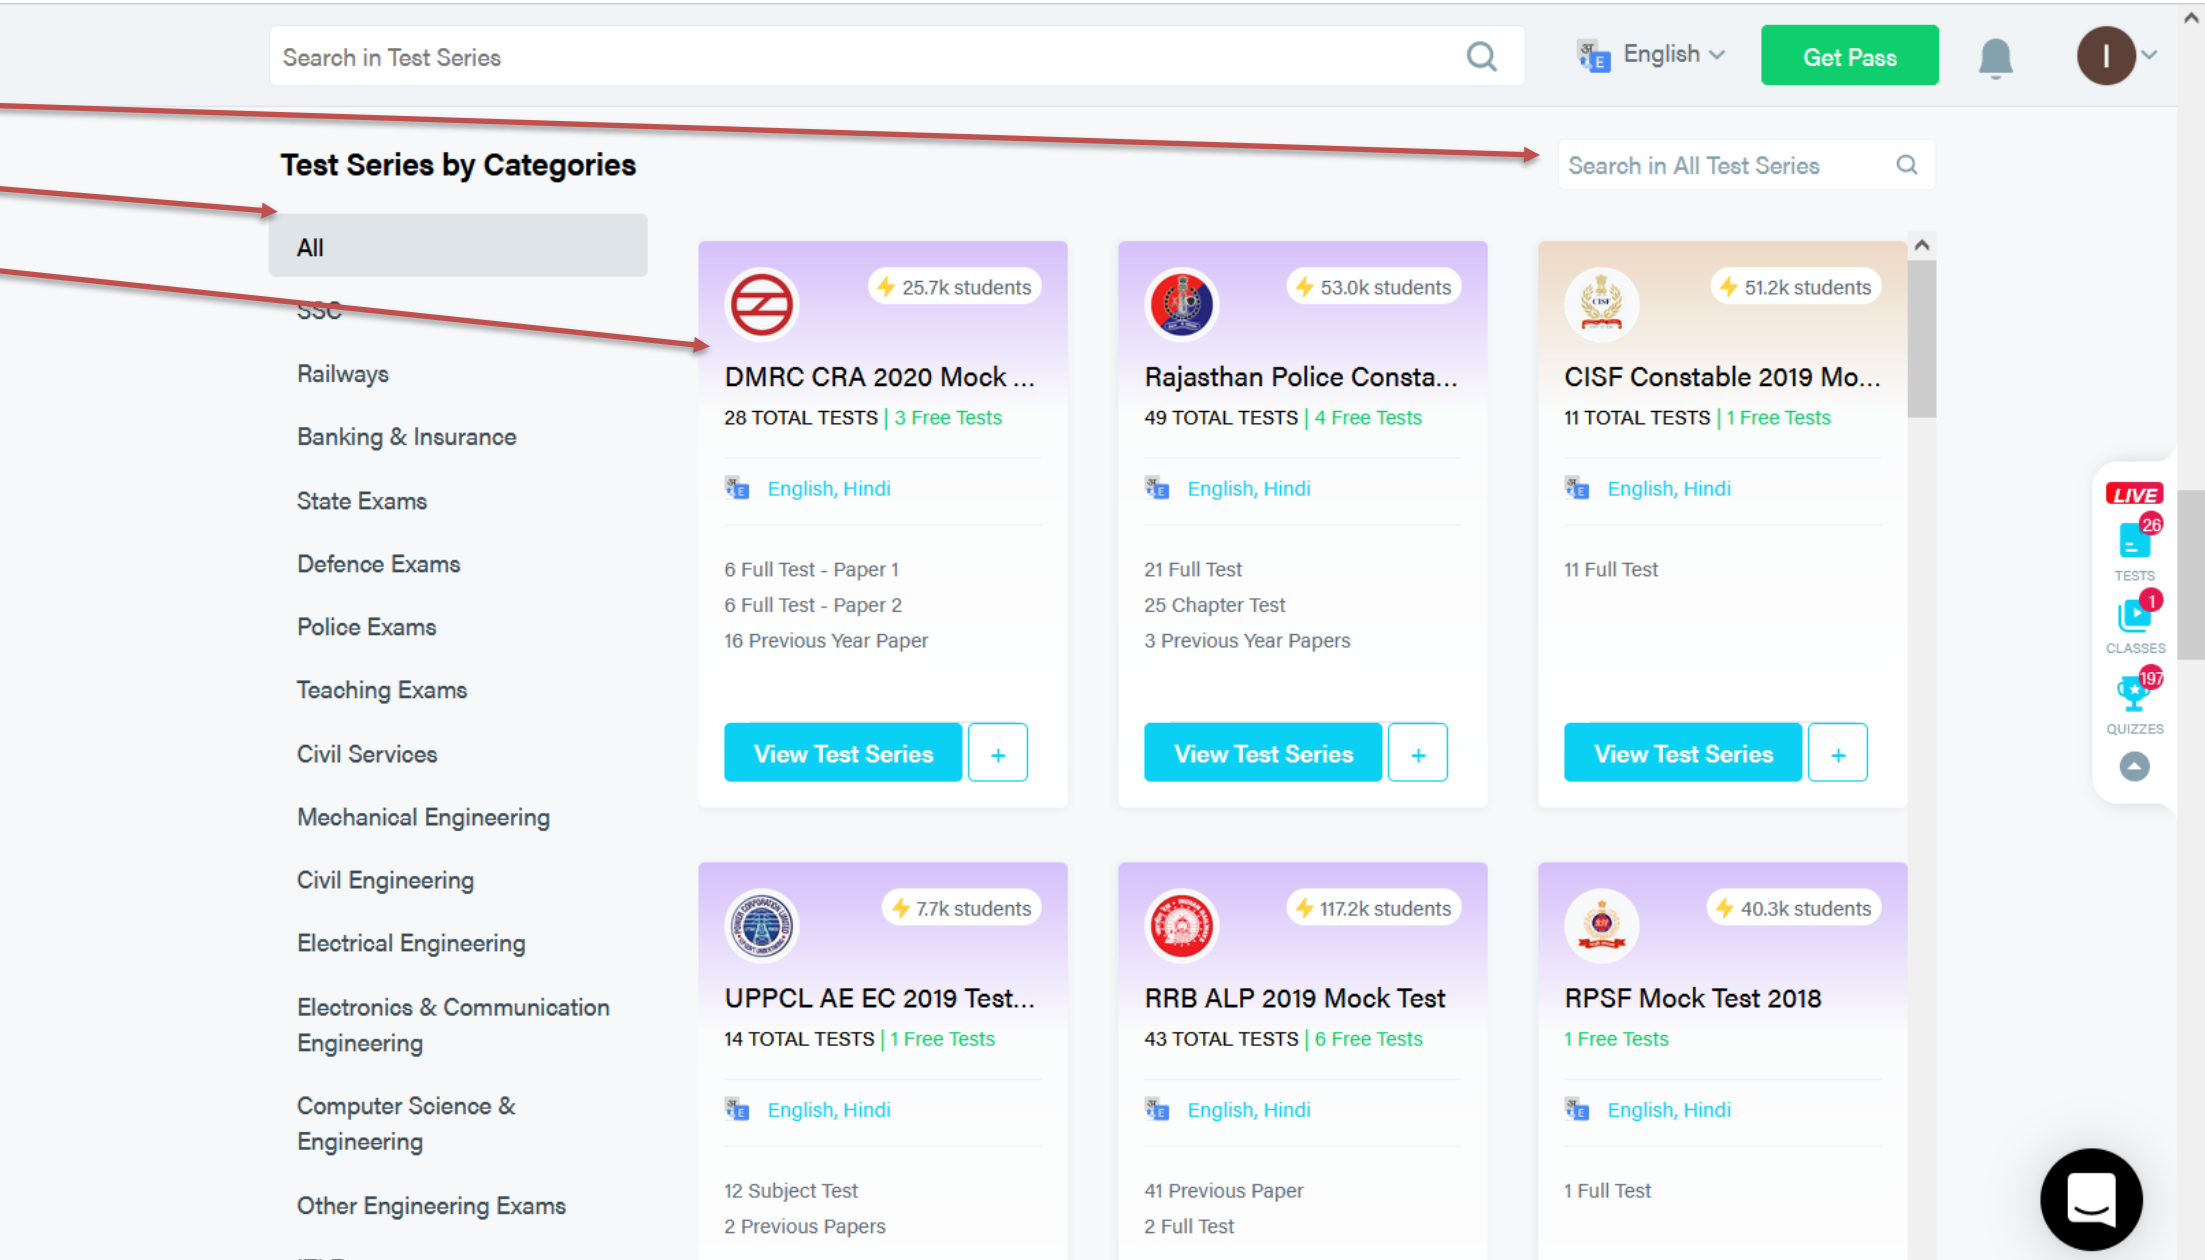 Search in Test Series
English
Get Pass
I
Test Series by Categories
Search in All Test Series
All
SSC
Railways
Banking & Insurance
State Exams
Defence Exams
Police Exams
Teaching Exams
Civil Services
Mechanical Engineering
Civil Engineering
Electrical Engineering
Electronics & Communication
Engineering
Computer Science &
Engineering
Other Engineering Exams
25.7k students
DMRC CRA 2020 Mock ...
28 TOTAL TESTS | 3 Free Tests
English, Hindi
6 Full Test - Paper 1
6 Full Test - Paper 2
16 Previous Year Paper
View Test Series
+
53.0k students
Rajasthan Police Consta...
49 TOTAL TESTS | 4 Free Tests
English, Hindi
21 Full Test
25 Chapter Test
3 Previous Year Papers
View Test Series
+
51.2k students
CISF
CISF Constable 2019 Mo...
11 TOTAL TESTS | 1 Free Tests
English, Hindi
11 Full Test
View Test Series
+
7.7k students
UPPCL AE EC 2019 Test...
14 TOTAL TESTS | 1 Free Tests
English, Hindi
12 Subject Test
2 Previous Papers
117.2k students
RRB ALP 2019 Mock Test
43 TOTAL TESTS | 6 Free Tests
English, Hindi
41 Previous Paper
2 Full Test
40.3k students
RPSF Mock Test 2018
1 Free Tests
English, Hindi
1 Full Test
LIVE
26
TESTS
1
CLASSES
197
QUIZZES